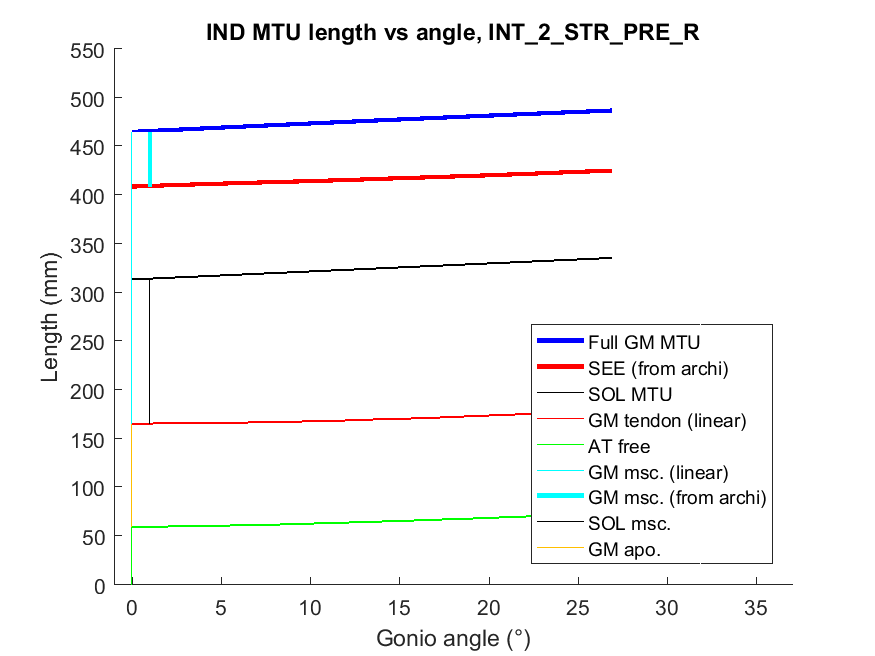 IND MTU length vs angle, INT_2_STR_PRE_R
550
500
450
400
350
300
250
200
150
100
50
0
Length (mm)
0 5 10 15 20 25 30 35
Gonio angle (°)
Full GM MTU
SEE (from archi)
SOL MTU
GM tendon (linear)
AT free
GM msc. (linear)
GM msc. (from archi)
SOL msc.
GM apo.